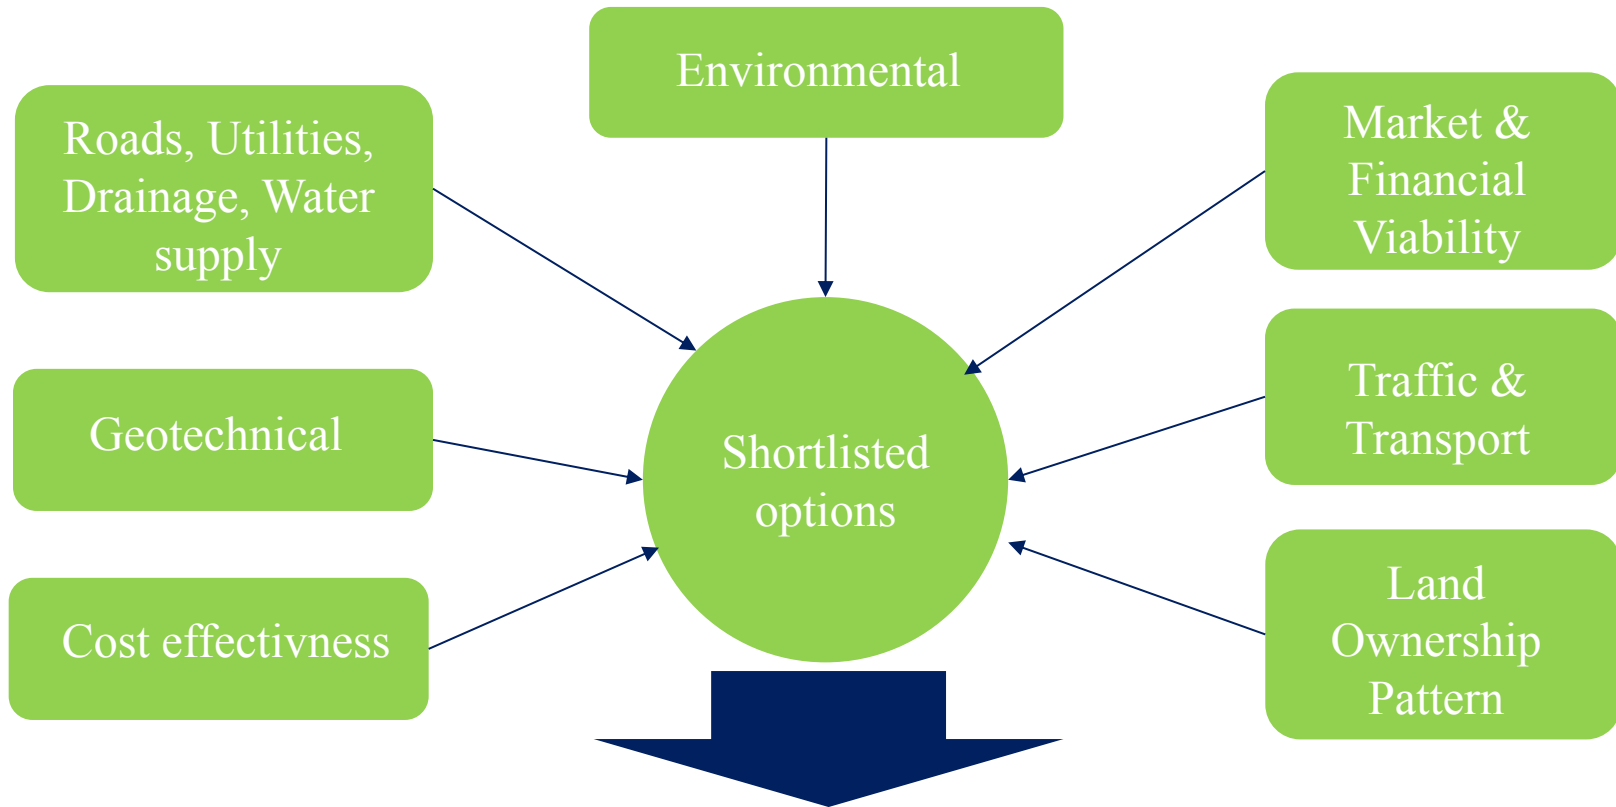 Environmental
Roads, Utilities,
Drainage, Water
supply
Market &
Financial
Viability
Geotechnical
Shortlisted
options
Traffic &
Transport
Cost effectivness
Land
Ownership
Pattern